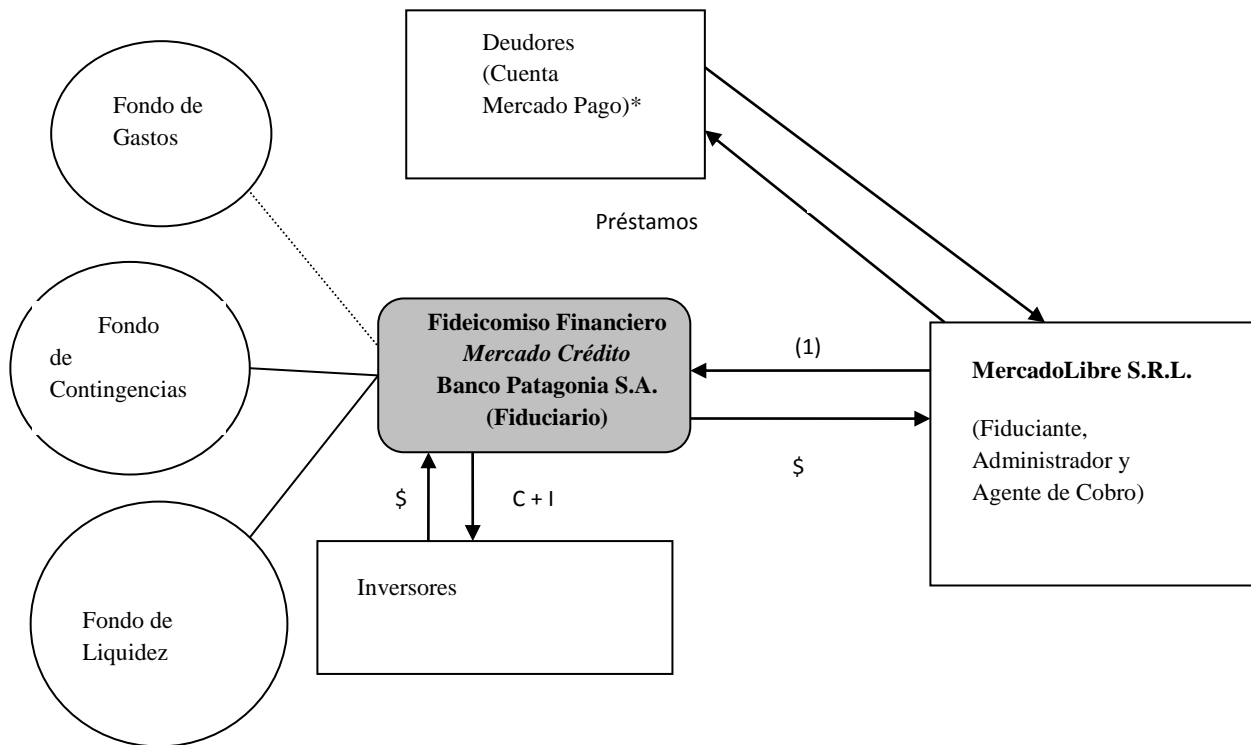 Deudores
(Cuenta
Mercado Pago)*
Fondo de
Gastos
Préstamos
Fondo
de
Contingencias
Fideicomiso Financiero
Mercado Crédito
Banco Patagonia S.A.
(Fiduciario)
(1)
$
MercadoLibre S.R.L.
(Fiduciante,
Administrador y
Agente de Cobro)
$
C + I
Inversores
Fondo de
Liquidez